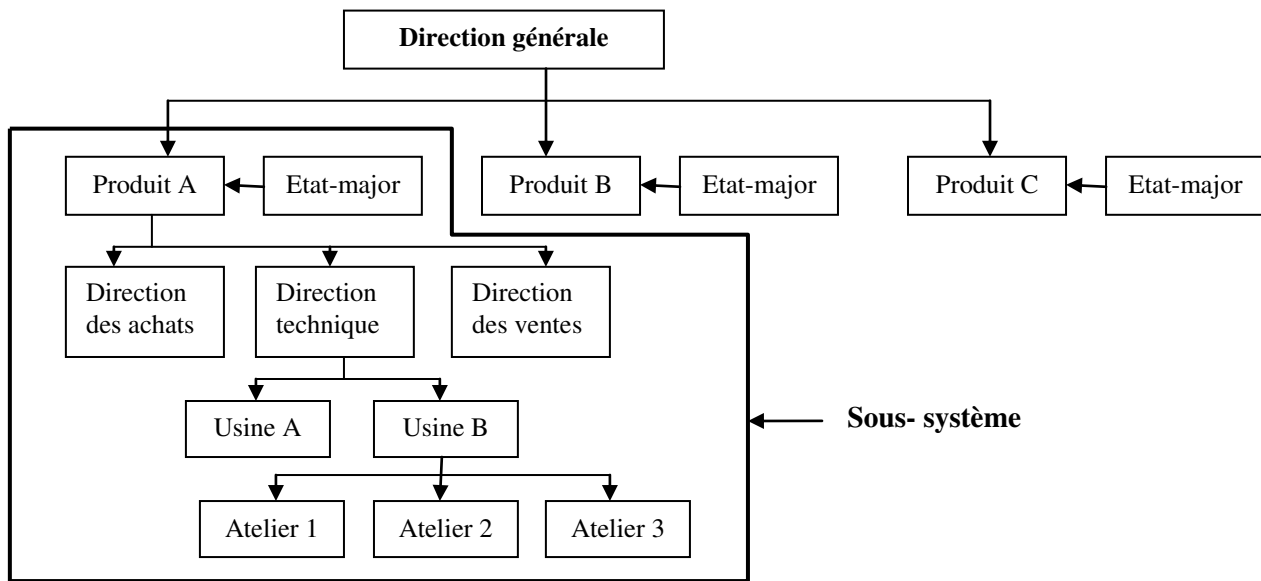 Direction générale
Produit A
Etat-major
Produit B
Etat-major
Produit C
Etat-major
Direction
des achats
Direction
technique
Direction
des ventes
Usine A
Usine B
Sous- système
Atelier 1
Atelier 2
Atelier 3